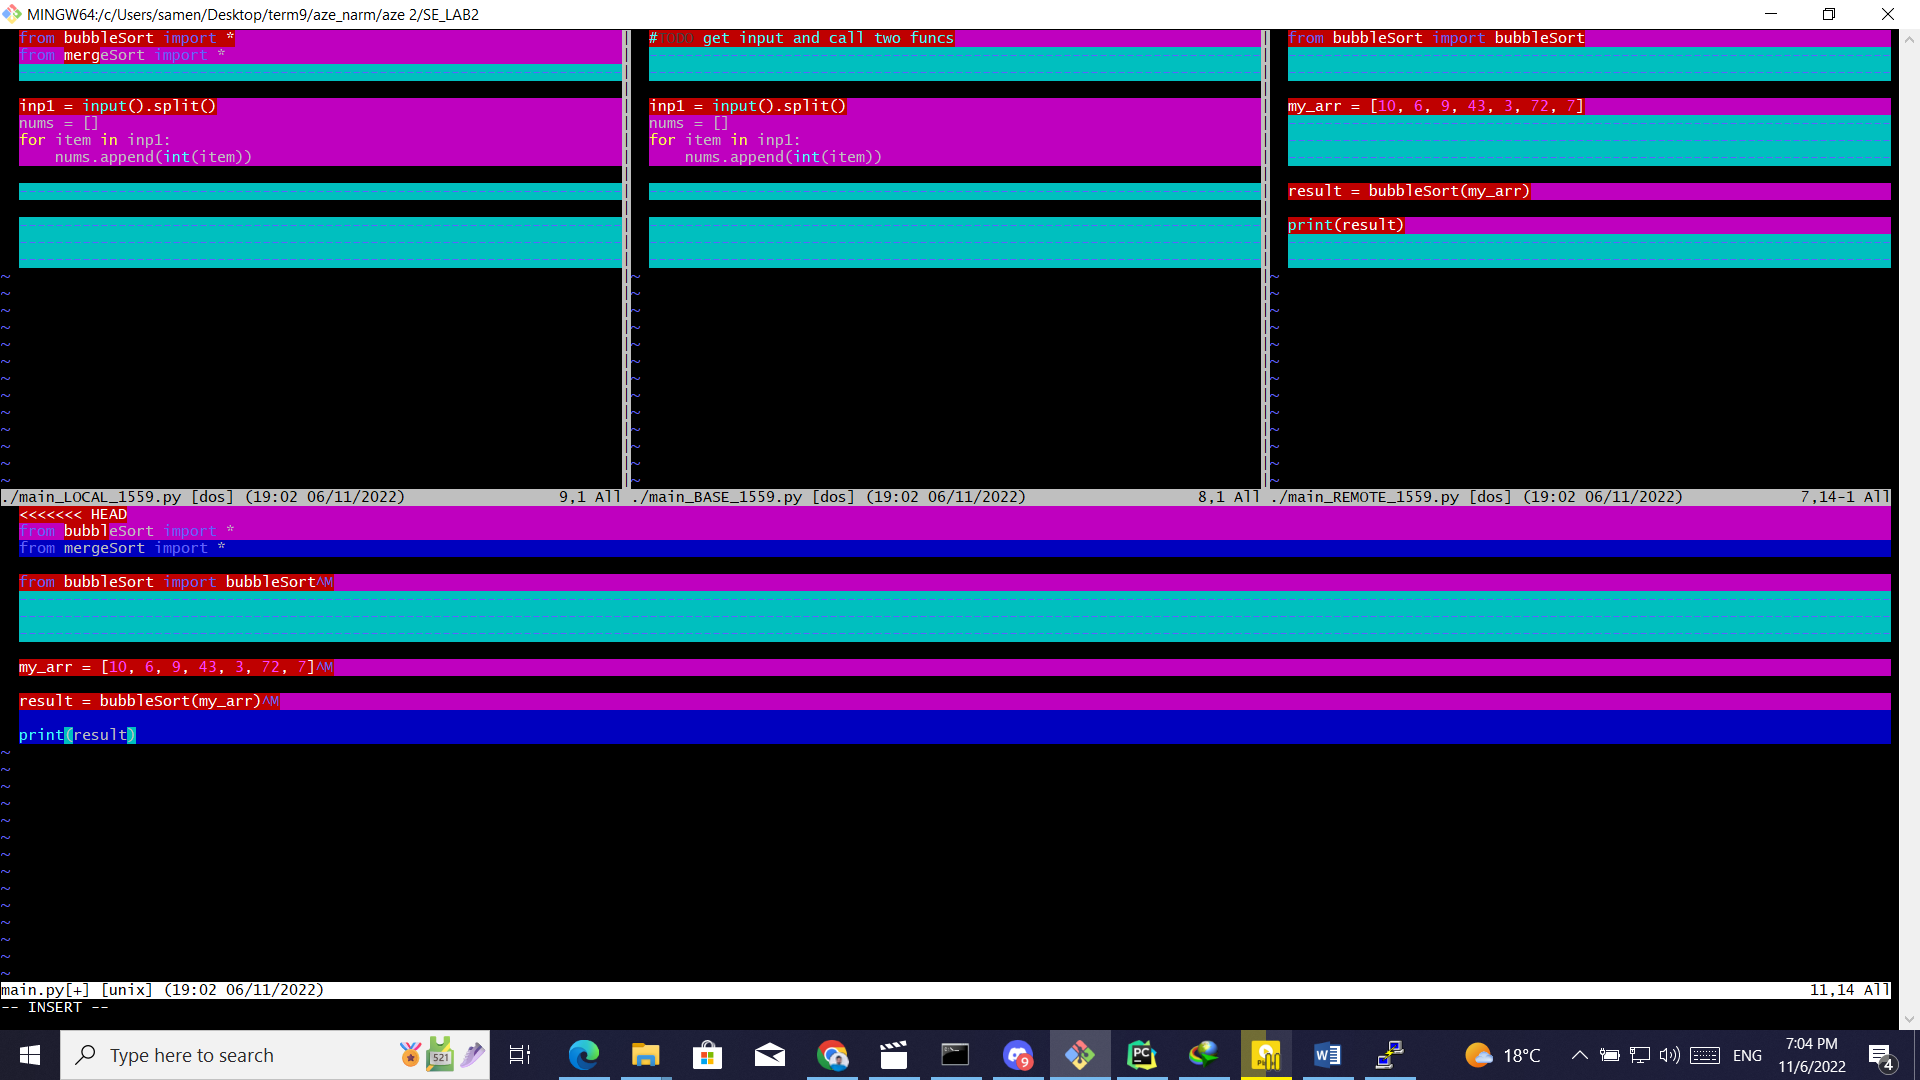 MINGW64:/c/Users/samen/Desktop/term9/aze_narm/aze 2/SE_LAB2
from bubbleSort import *
from mergeSort import *
inp1 = input().split()
nums = []
for item in inp1:
    nums.append(int(item))
./main_LOCAL_1559.py [dos] (19:02 06/11/2022) 9,1 All
#TODO get input and call two funcs
inp1 = input().split()
nums = []
for item in inp1:
    nums.append(int(item))
./main_BASE_1559.py [dos] (19:02 06/11/2022) 8,1 All
from bubbleSort import bubbleSort
my_arr = [10, 6, 9, 43, 3, 72, 7]
result = bubbleSort(my_arr)
print(result)
./main_REMOTE_1559.py [dos] (19:02 06/11/2022) 7,14-1 All
<<<<<<< HEAD
from bubbleSort import *
from mergeSort import *
from bubbleSort import bubbleSort^M
my_arr = [10, 6, 9, 43, 3, 72, 7]^M
result = bubbleSort(my_arr)^M
print(result)
main.py[+] [unix] (19:02 06/11/2022) 11,14 All
-- INSERT --
Type here to search
521
9
PC
W
18°C
ENG
7:04 PM
11/6/2022
4